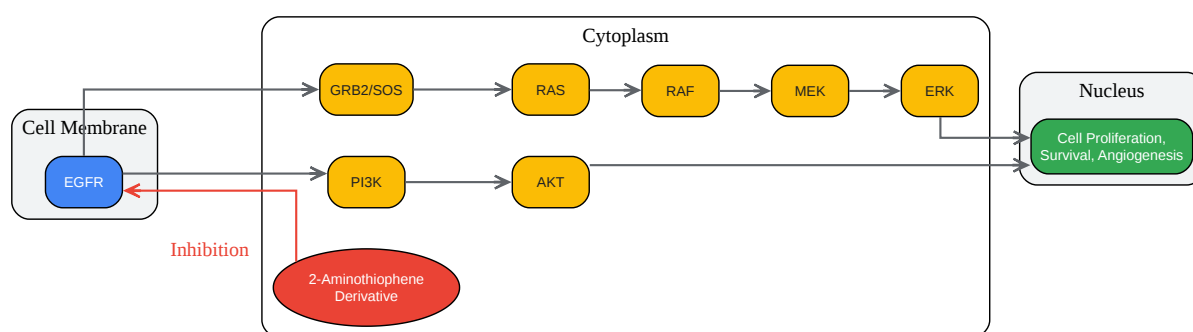 Cytoplasm
Cell Membrane
EGFR
GRB2/SOS
RAS
RAF
MEK
ERK
PI3K
AKT
Nucleus
Cell Proliferation,
Survival, Angiogenesis
Inhibition
2-Aminothiophene
Derivative